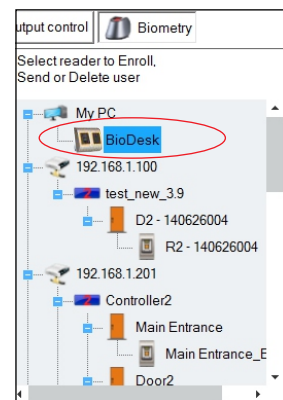 utput control Biometry
Select reader to Enroll,
Send or Delete user
My PC
BioDesk
192.168.1.100
test_new_3.9
D2 - 140626004
R2 - 140626004
192.168.1.201
Controller2
Main Entrance
Main Entrance_E
Door2